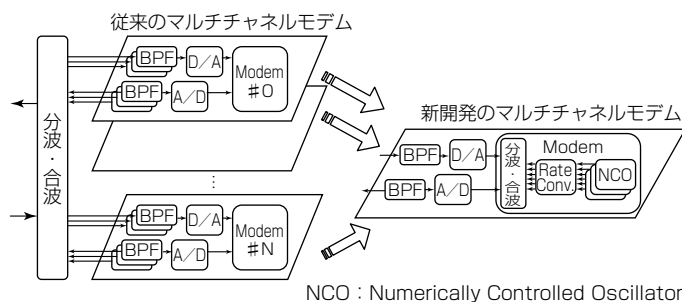 従来のマルチチャネルモデム
BPF
D/A
Modem
#0
BPF
A/D
分波・合波
⋮
BPF
D/A
Modem
#N
BPF
A/D
新開発のマルチチャネルモデム
BPF
D/A
分波・合波
Modem
Rate
Conv.
NCO
BPF
A/D
NCO：Numerically Controlled Oscillator